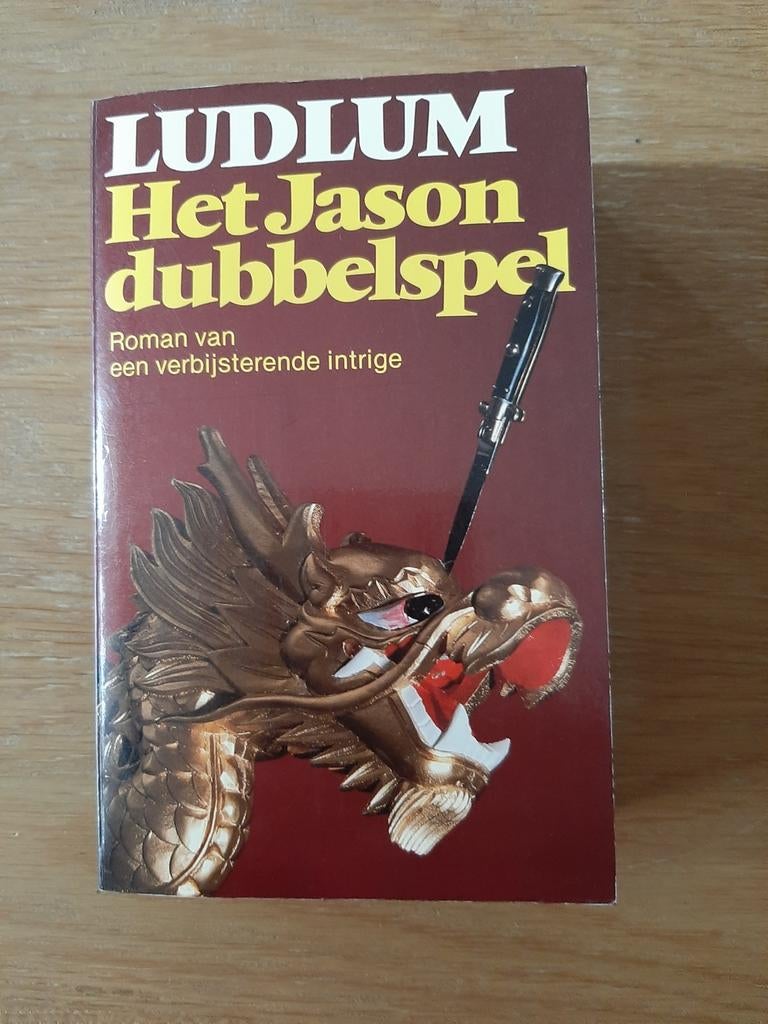 LUDLUM
Het Jason
dubbelspel
Roman van
een verbijsterende intrige